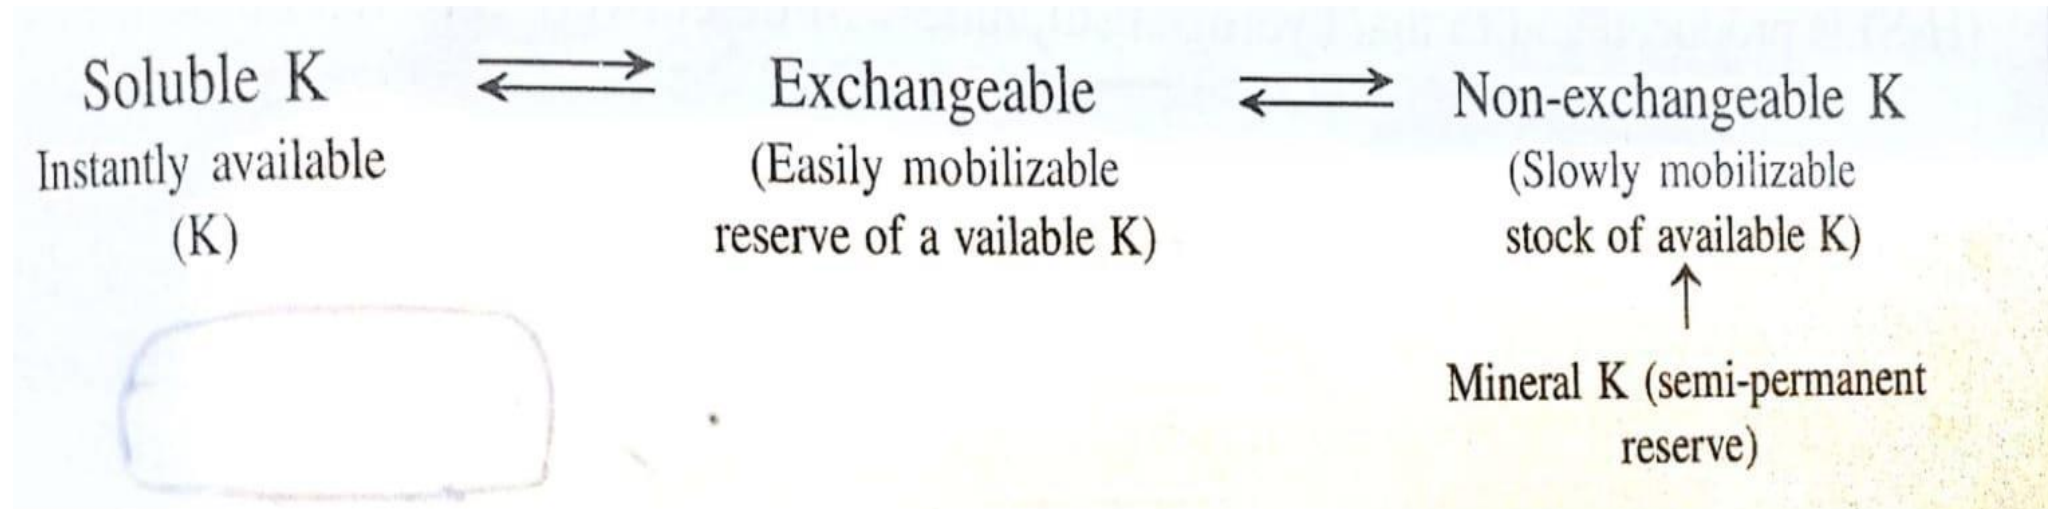 Soluble K ⇌ Exchangeable ⇌ Non-exchangeable K
Instantly available (Easily mobilizable (Slowly mobilizable
(K) reserve of a vailable K) stock of available K)
↑
Mineral K (semi-permanent
reserve)